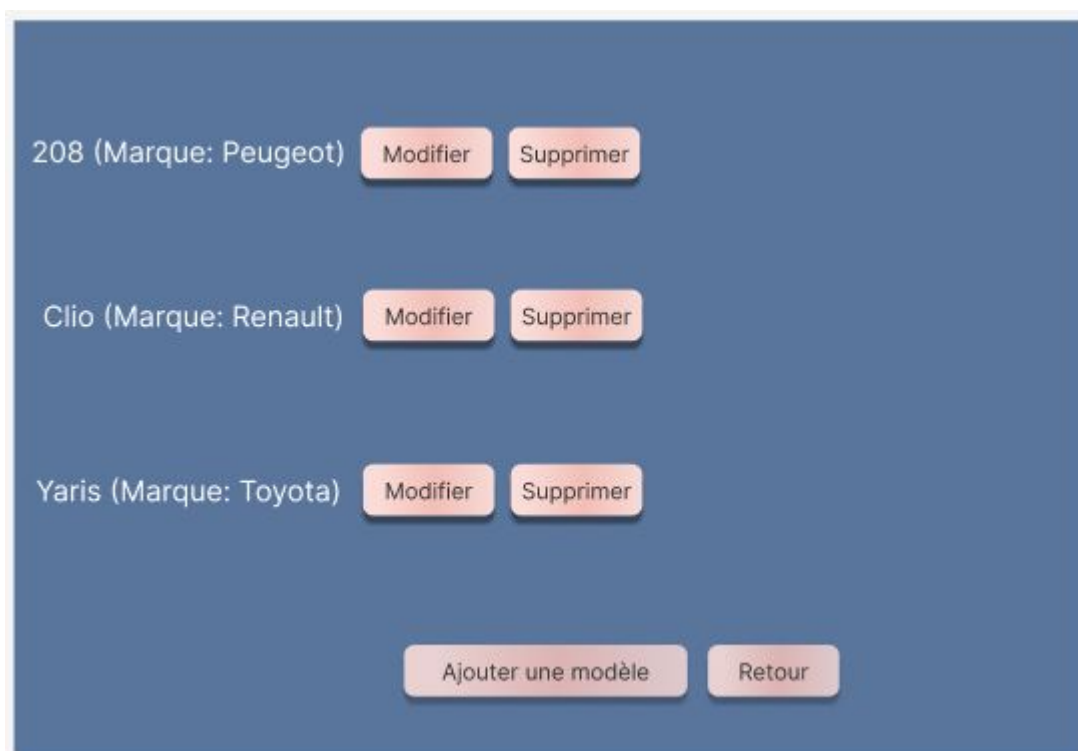 208 (Marque: Peugeot) Modifier Supprimer
Clio (Marque: Renault) Modifier Supprimer
Yaris (Marque: Toyota) Modifier Supprimer
Ajouter une modèle Retour